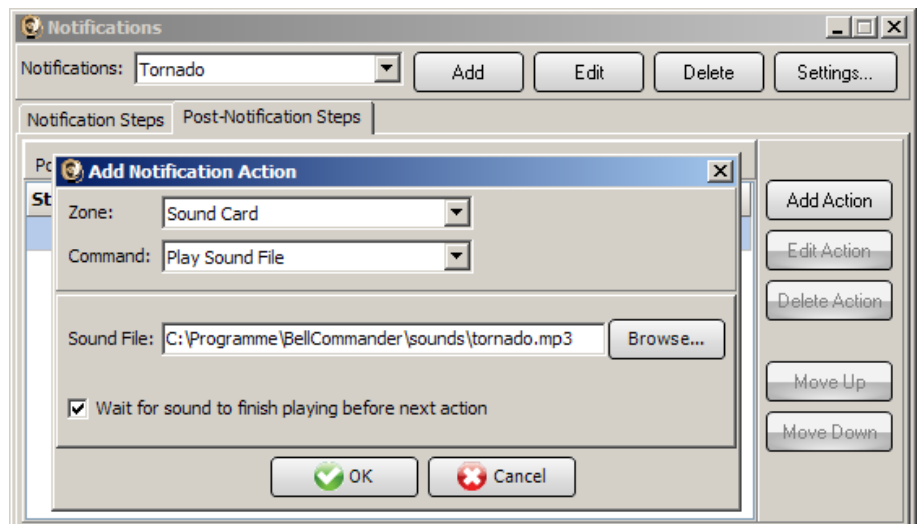 Notifications
Notifications: Tornado Add Edit Delete Settings...
Notification Steps Post-Notification Steps
Add Notification Action
Zone: Sound Card
Add Action
Command: Play Sound File
Edit Action
Delete Action
Sound File: C:\Programme\BellCommander\sounds\tornado.mp3 Browse...
Move Up
Wait for sound to finish playing before next action
Move Down
OK Cancel